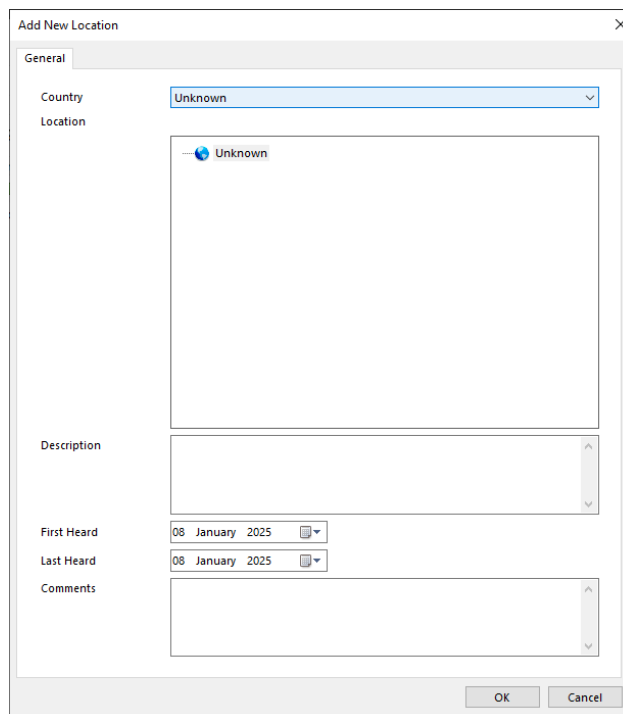 Add New Location
General
Country
Unknown
Location
Unknown
Description
First Heard
08 January 2025
Last Heard
08 January 2025
Comments
OK
Cancel